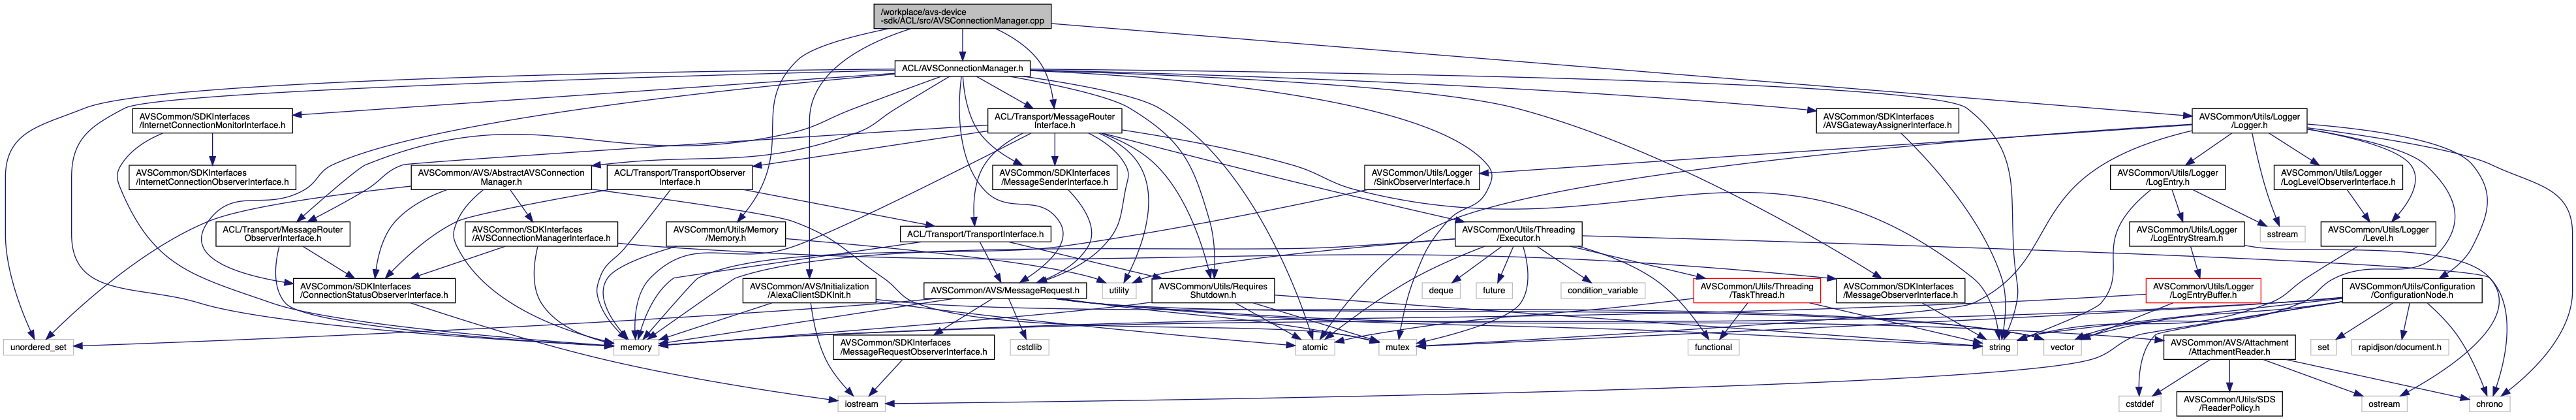 /workplace/avs-device
-sdk/ACL/src/AVSConnectionManager.cpp
ACL/AVSConnectionManager.h
AVSCommon/SDKInterfaces
/InternetConnectionMonitorInterface.h
ACL/Transport/MessageRouter
Interface.h
AVSCommon/SDKInterfaces
/AVSGatewayAssignerInterface.h
AVSCommon/Utils/Logger
/Logger.h
AVSCommon/SDKInterfaces
/InternetConnectionObserverInterface.h
AVSCommon/AVS/AbstractAVSConnection
Manager.h
ACL/Transport/TransportObserver
Interface.h
AVSCommon/Utils/Logger
/SinkObserverInterface.h
AVSCommon/SDKInterfaces
/MessageSenderInterface.h
AVSCommon/Utils/Logger
/LogEntry.h
AVSCommon/Utils/Logger
/LogLevelObserverInterface.h
ACL/Transport/MessageRouter
ObserverInterface.h
AVSCommon/SDKInterfaces
/AVSConnectionManagerInterface.h
AVSCommon/Utils/Memory
/Memory.h
ACL/Transport/TransportInterface.h
AVSCommon/Utils/Threading
/Executor.h
AVSCommon/Utils/Logger
/LogEntryStream.h
sstream
AVSCommon/Utils/Logger
/Level.h
AVSCommon/SDKInterfaces
/ConnectionStatusObserverInterface.h
AVSCommon/AVS/Initialization
/AlexaClientSDKInit.h
AVSCommon/AVS/MessageRequest.h
utility
AVSCommon/Utils/Requires
Shutdown.h
deque
future
condition_variable
AVSCommon/Utils/Threading
/TaskThread.h
AVSCommon/SDKInterfaces
/MessageObserverInterface.h
AVSCommon/Utils/Logger
/LogEntryBuffer.h
AVSCommon/Utils/Configuration
/ConfigurationNode.h
unordered_set
memory
AVSCommon/SDKInterfaces
/MessageRequestObserverInterface.h
cstdlib
atomic
mutex
functional
string
vector
AVSCommon/AVS/Attachment
/AttachmentReader.h
set
rapidjson/document.h
iostream
cstddef
AVSCommon/Utils/SDS
/ReaderPolicy.h
ostream
chrono